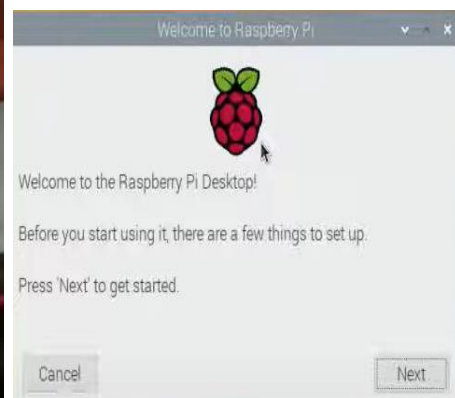 Welcome to Raspberry Pi
Welcome to the Raspberry Pi Desktop!
Before you start using it, there are a few things to set up.
Press 'Next' to get started.
Cancel
Next